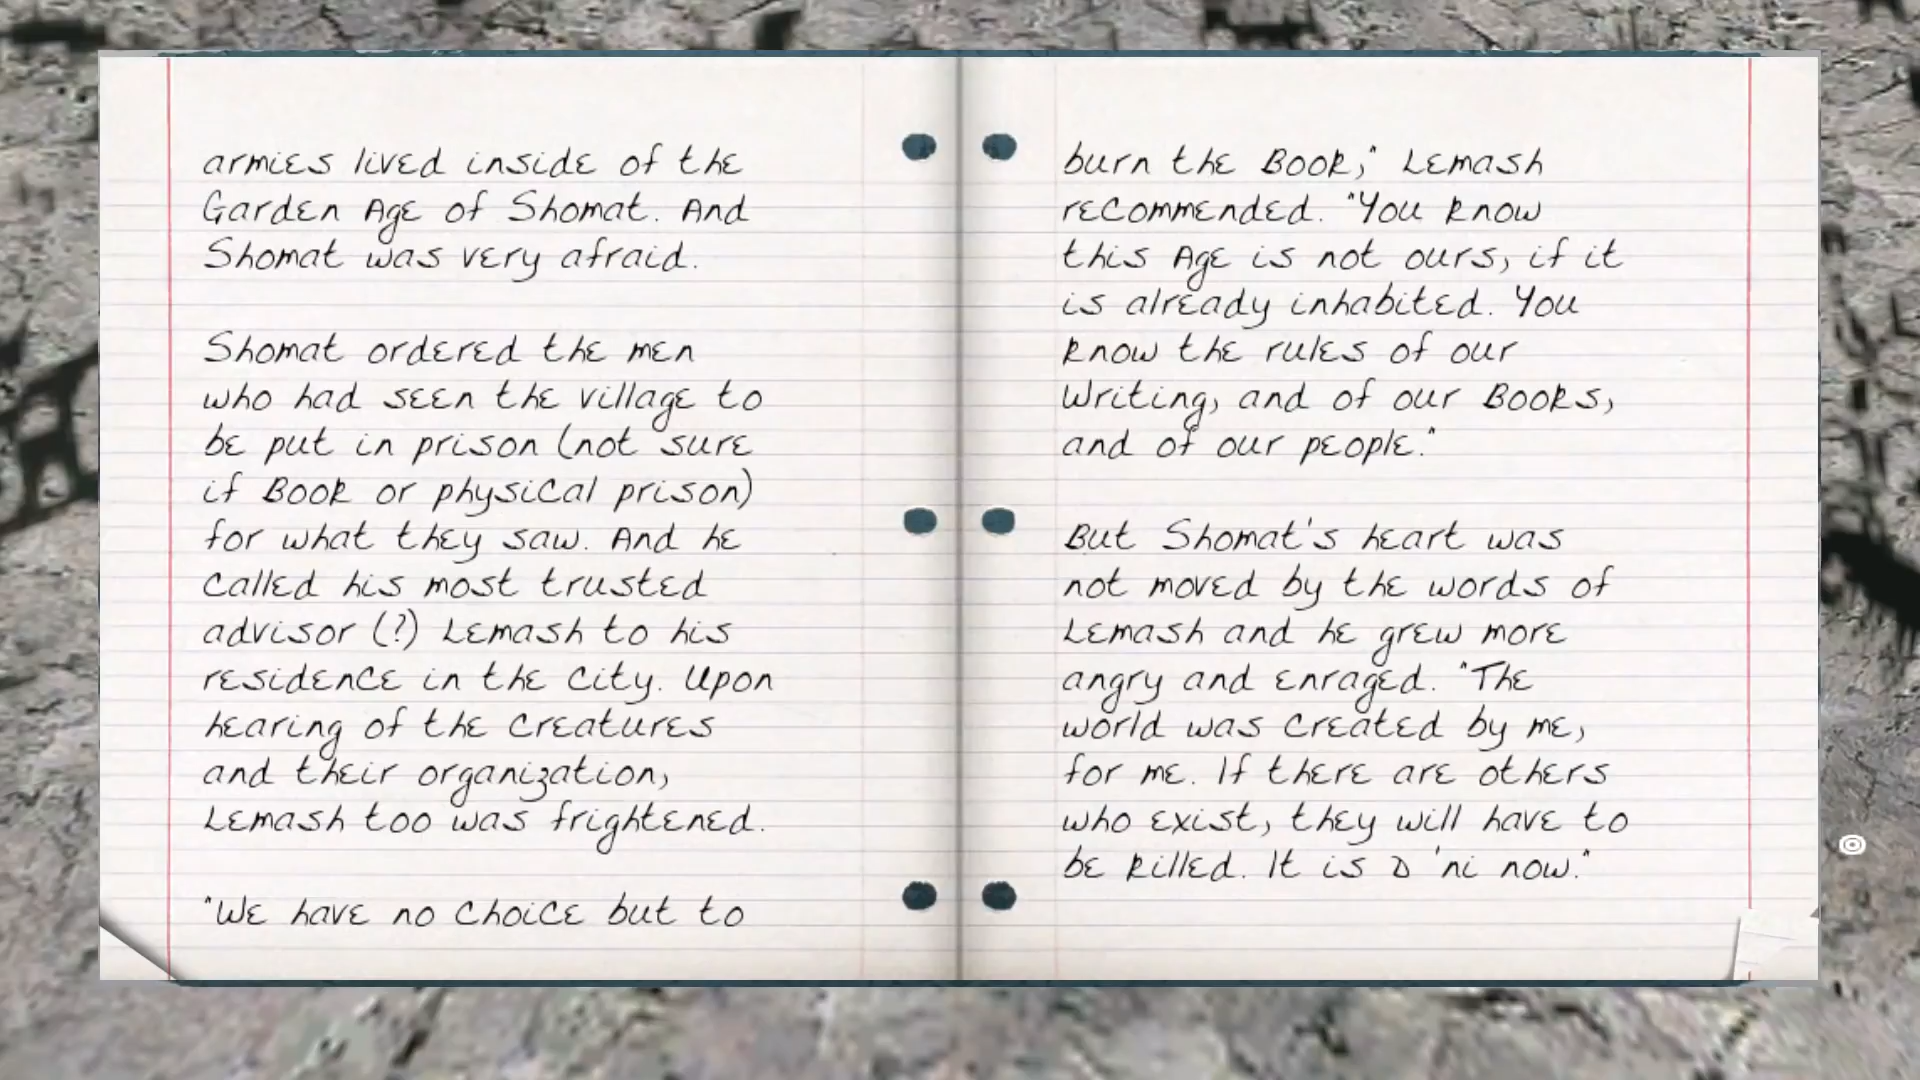 armies lived inside of the
Garden Age of Shomat. And
Shomat was very afraid.
Shomat ordered the men
who had seen the village to
be put in prison (not sure
if Book or physical prison)
for what they saw. And he
called his most trusted
advisor (?) Lemash to his
residence in the city. Upon
hearing of the creatures
and their organization,
Lemash too was frightened.
"We have no choice but to
burn the Book," Lemash
recommended. "You know
this Age is not ours, if it
is already inhabited. You
know the rules of our
Writing, and of our Books,
and of our people."
But Shomat's heart was
not moved by the words of
Lemash and he grew more
angry and enraged. "The
world was created by me,
for me. If there are others
who exist, they will have to
be killed. It is D 'ni now."